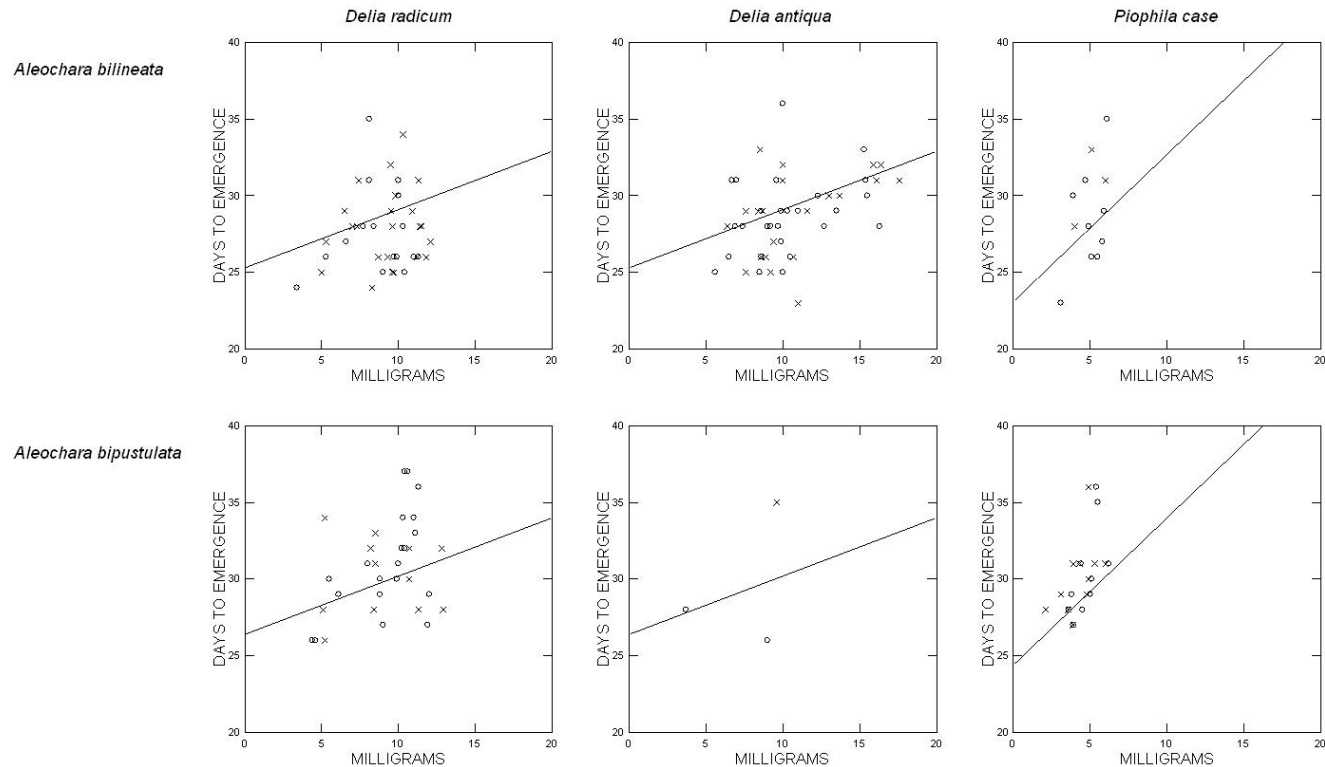 Delia radicum Delia antiqua Piophila case
Aleochara bilineata
DAYS TO EMERGENCE
40
35
30
25
20
0 5 10 15 20
MILLIGRAMS
DAYS TO EMERGENCE
40
35
30
25
20
0 5 10 15 20
MILLIGRAMS
DAYS TO EMERGENCE
40
35
30
25
20
0 5 10 15 20
MILLIGRAMS
Aleochara bipustulata
DAYS TO EMERGENCE
40
35
30
25
20
0 5 10 15 20
MILLIGRAMS
DAYS TO EMERGENCE
40
35
30
25
20
0 5 10 15 20
MILLIGRAMS
DAYS TO EMERGENCE
40
35
30
25
20
0 5 10 15 20
MILLIGRAMS